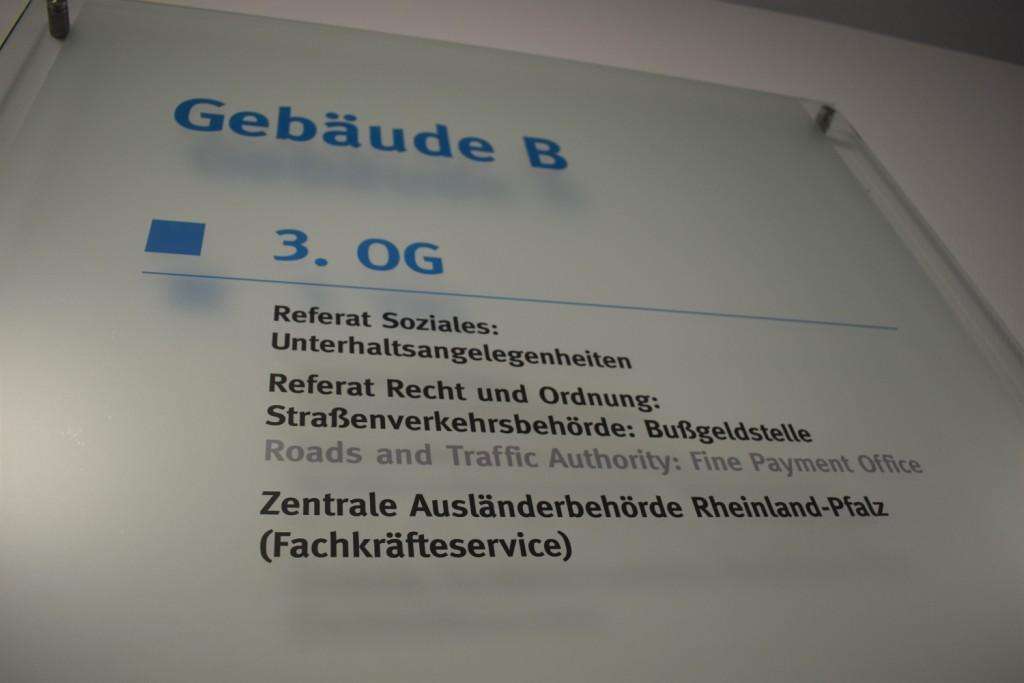 Gebäude B
3. OG
Referat Soziales:
Unterhaltsangelegenheiten
Referat Recht und Ordnung:
Straßenverkehrsbehörde: Bußgeldstelle
Roads and Traffic Authority: Fine Payment Office
Zentrale Ausländerbehörde Rheinland-Pfalz
(Fachkräfteservice)